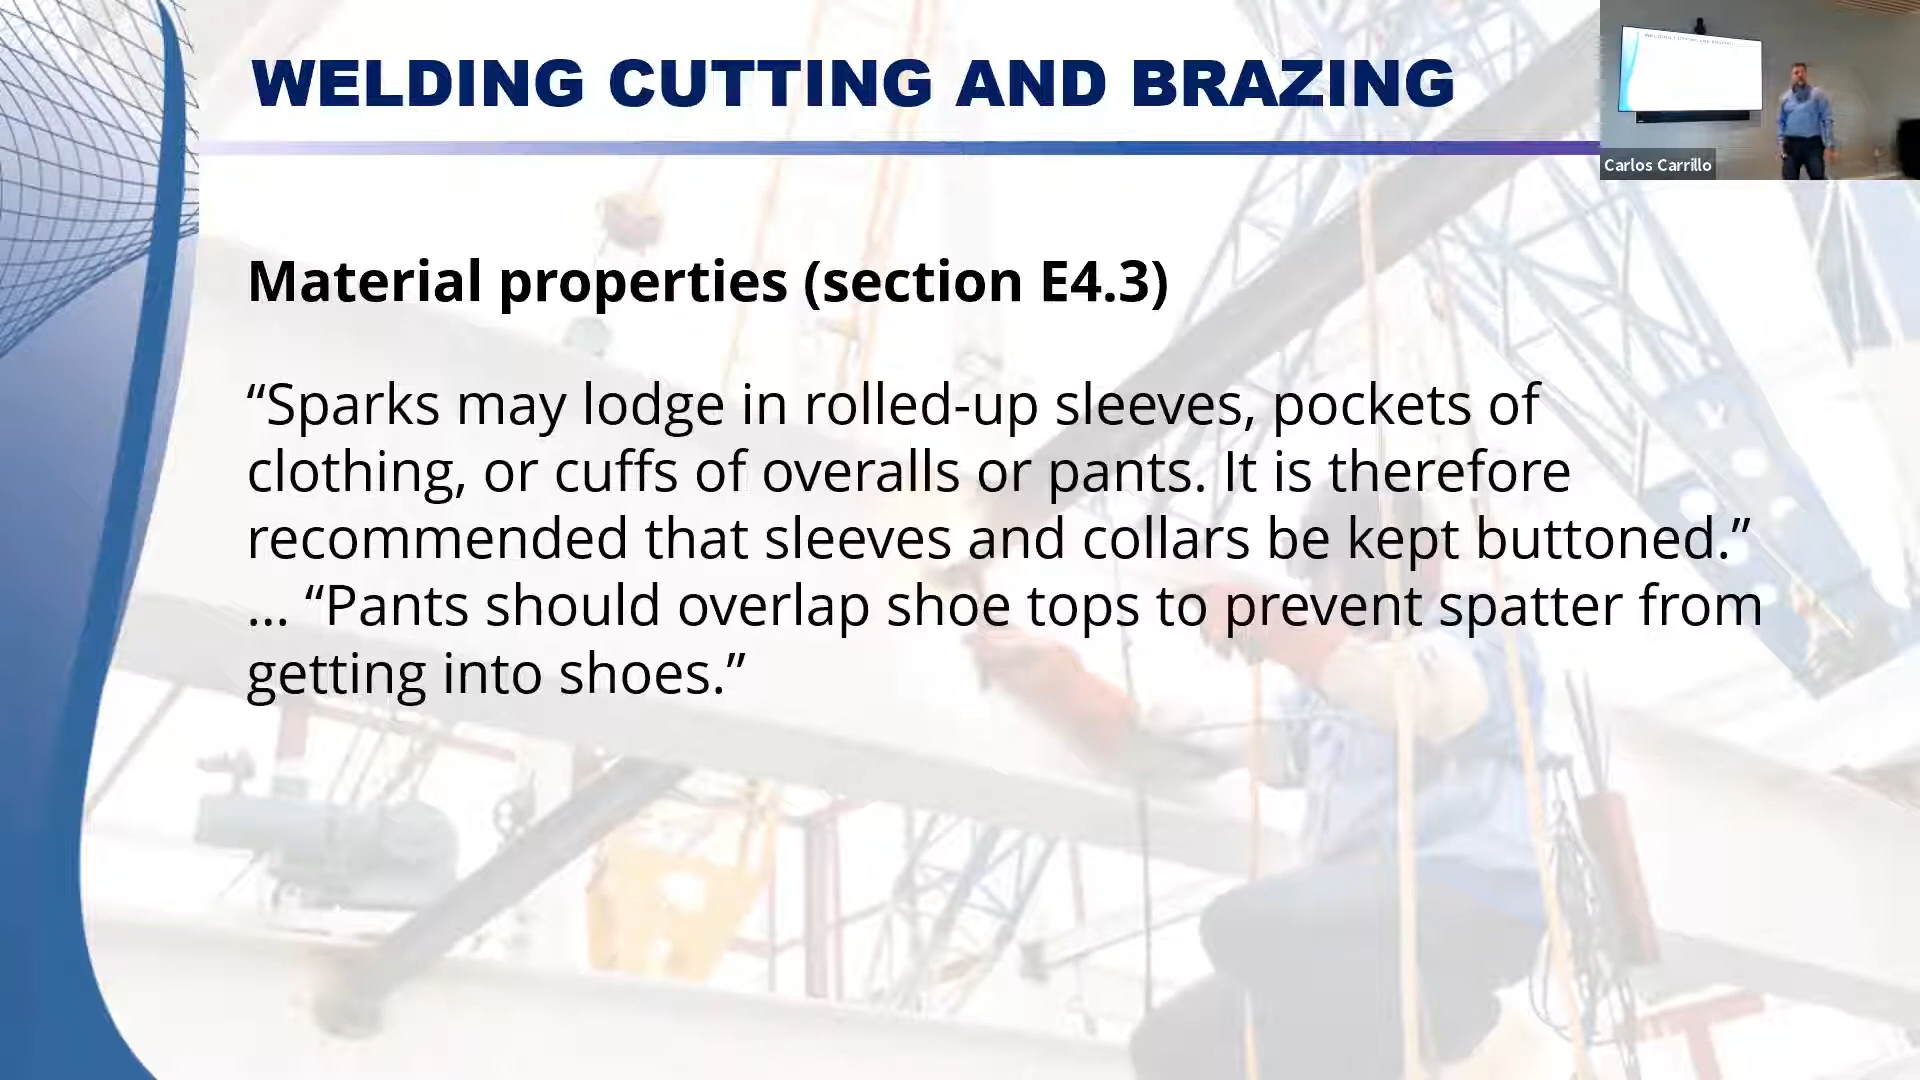 WELDING CUTTING AND BRAZING
Carlos Carrillo
Material properties (section E4.3)
“Sparks may lodge in rolled-up sleeves, pockets of
clothing, or cuffs of overalls or pants. It is therefore
recommended that sleeves and collars be kept buttoned.”
... “Pants should overlap shoe tops to prevent spatter from
getting into shoes.”